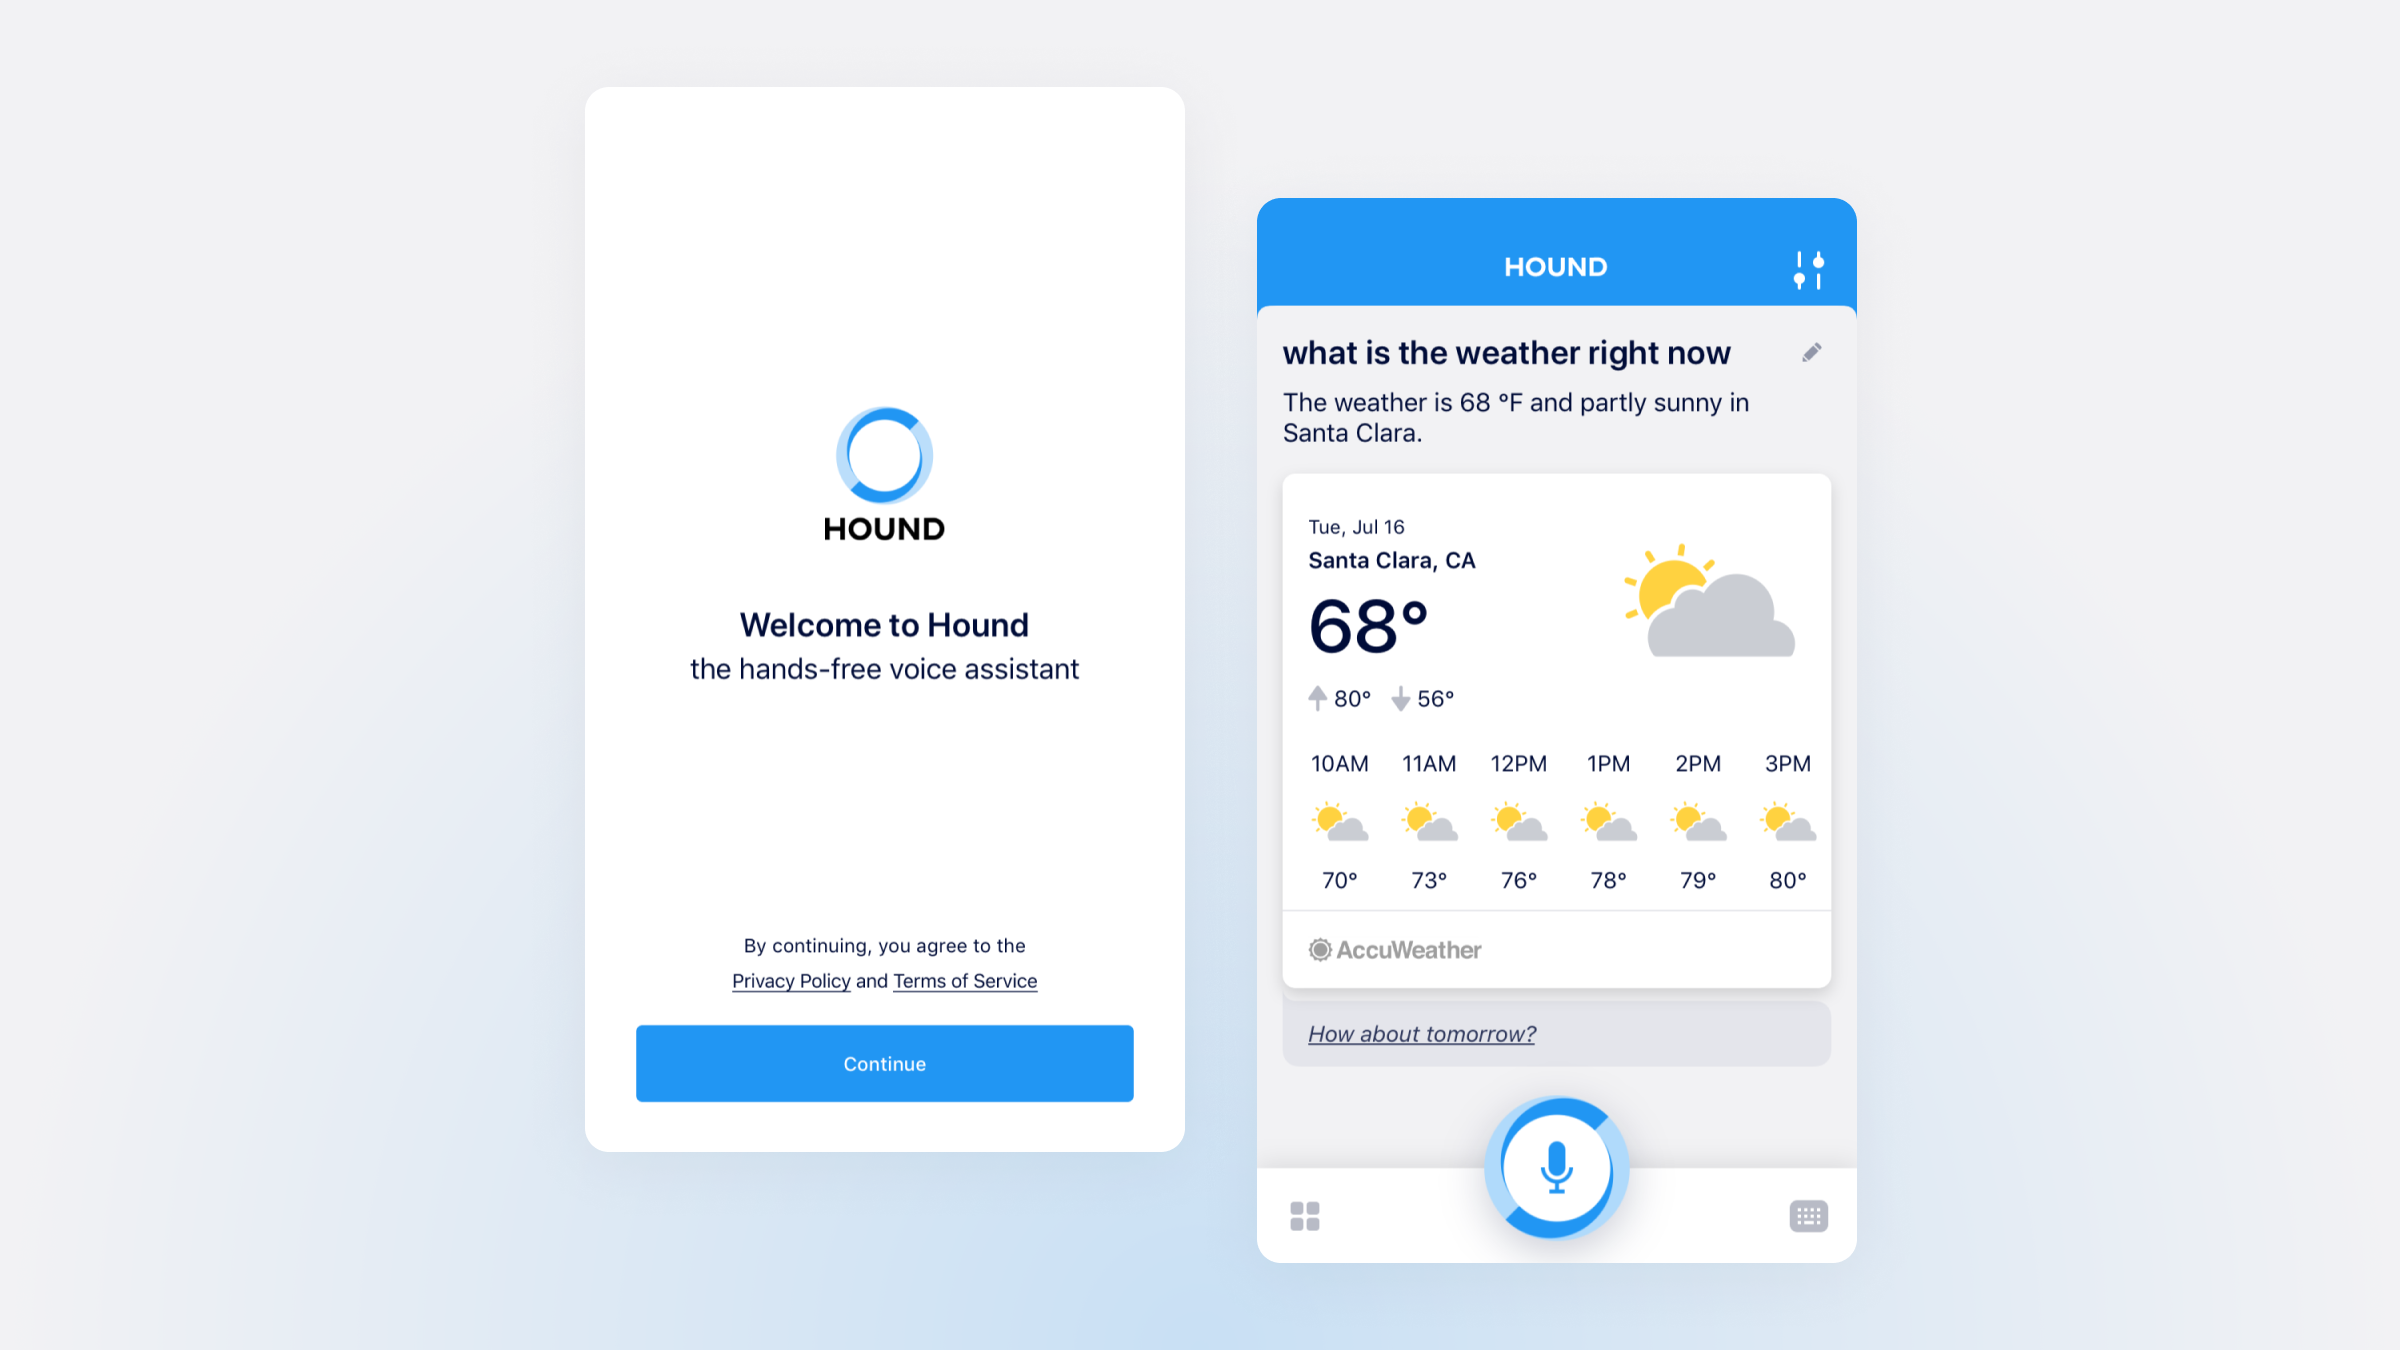 HOUND
Welcome to Hound
the hands-free voice assistant
By continuing, you agree to the
Privacy Policy and Terms of Service
Continue
HOUND
what is the weather right now
The weather is 68 °F and partly sunny in
Santa Clara.
Tue, Jul 16
Santa Clara, CA
68°
80° 56°
10AM 11AM 12PM 1PM 2PM 3PM
70° 73° 76° 78° 79° 80°
AccuWeather
How about tomorrow?